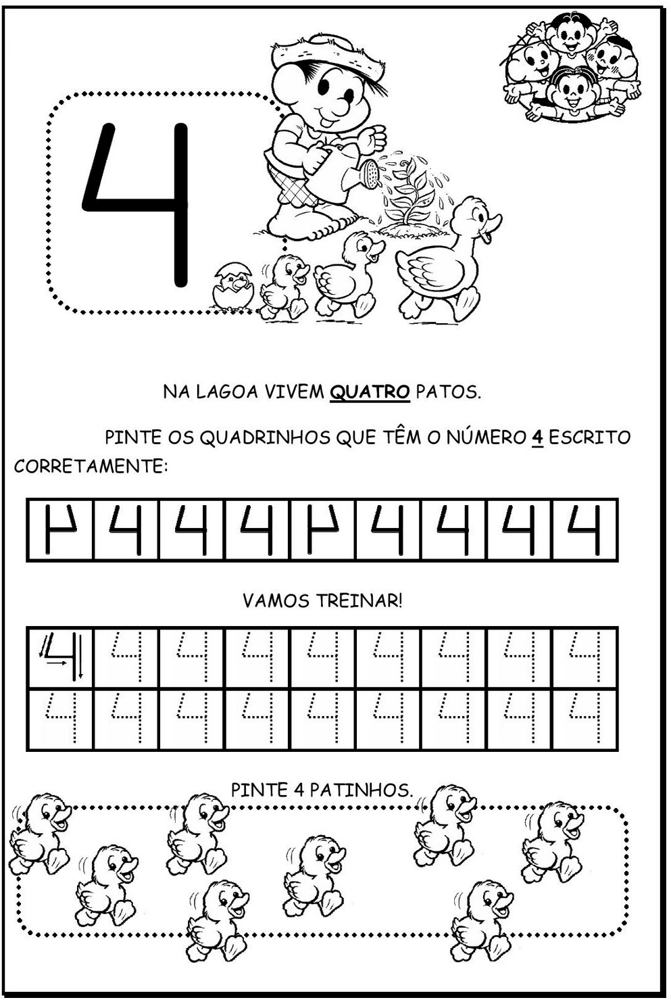 4
NA LAGOA VIVEM QUATRO PATOS.
PINTE OS QUADRINHOS QUE TÊM O NÚMERO 4 ESCRITO
CORRETAMENTE:
4 4 4 4 4 4 4 4 4
VAMOS TREINAR!
4 4 4 4 4 4 4 4 4
4 4 4 4 4 4 4 4 4
PINTE 4 PATINHOS.